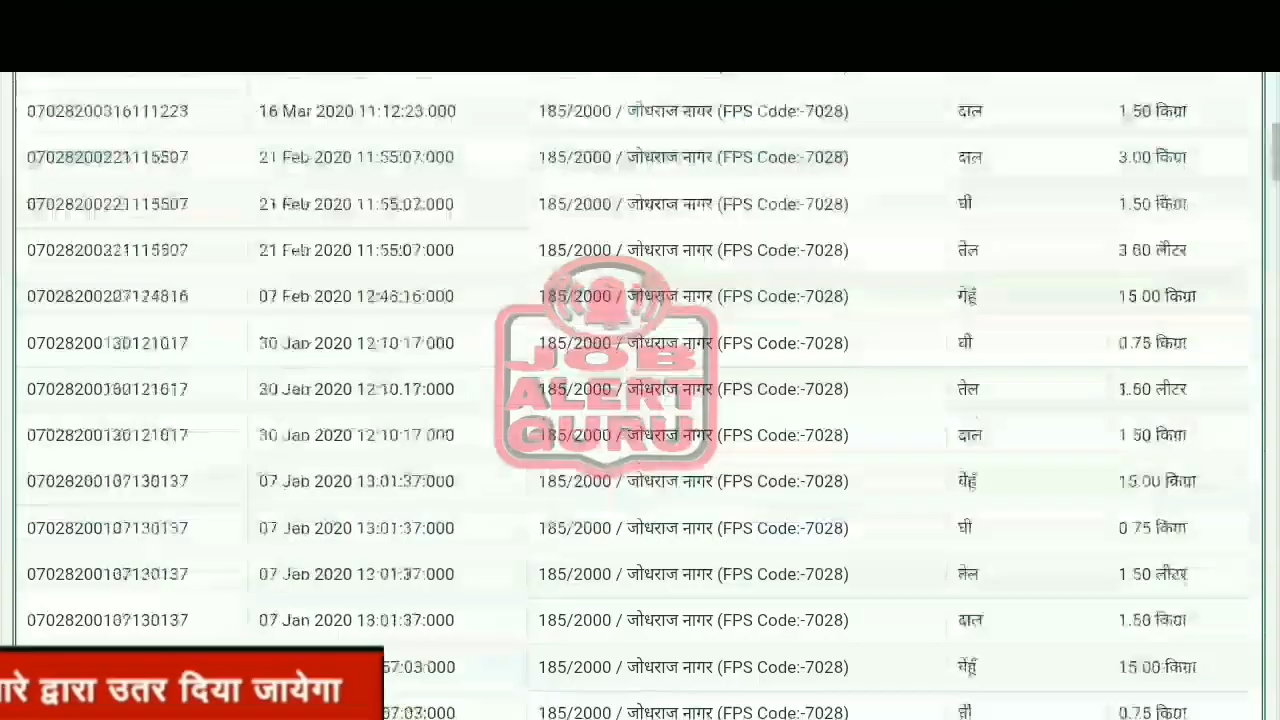 07028200316111223 16 Mar 2020 11:12:23:000 185/2000 / जोधराज नागर (FPS Code:-7028) दाल 1.50 किग्रा
07028200221115507 21 Feb 2020 11:55:07:000 185/2000 / जोधराज नागर (FPS Code:-7028) दाल 3.00 किग्रा
07028200221115507 21 Feb 2020 11:55:07:000 185/2000 / जोधराज नागर (FPS Code:-7028) घी 1.50 किग्रा
07028200221115507 21 Feb 2020 11:55:07:000 185/2000 / जोधराज नागर (FPS Code:-7028) तेल 3.00 लीटर
07 Feb 2020 185/2000 / जोधराज नागर (FPS Code:-7028) गेहूँ 15.00 किग्रा
07028200130121017 30 Jan 2020 12:10:17:000 185/2000 / जोधराज नागर (FPS Code:-7028) घी 0.75 किग्रा
07028200130121017 30 Jan 2020 12:10:17:000 185/2000 / जोधराज नागर (FPS Code:-7028) तेल 1.50 लीटर
07028200130121017 30 Jan 2020 12:10:17:000 185/2000 / जोधराज नागर (FPS Code:-7028) दाल 1.50 किग्रा
07028200107130137 07 Jan 2020 13:01:37:000 185/2000 / जोधराज नागर (FPS Code:-7028) गेहूँ 15.00 किग्रा
07028200107130137 07 Jan 2020 13:01:37:000 185/2000 / जोधराज नागर (FPS Code:-7028) घी 0.75 किग्रा
07028200107130137 07 Jan 2020 13:01:37:000 185/2000 / जोधराज नागर (FPS Code:-7028) तेल 1.50 लीटर
07028200107130137 07 Jan 2020 13:01:37:000 185/2000 / जोधराज नागर (FPS Code:-7028) दाल 1.50 किग्रा
57:03:000 185/2000 / जोधराज नागर (FPS Code:-7028) गेहूँ 15.00 किग्रा
57:03:000 185/2000 / जोधराज नागर (FPS Code:-7028) घी 0.75 किग्रा
JOB
ALERT
GURU
ारे द्वारा उतर दिया जायेगा